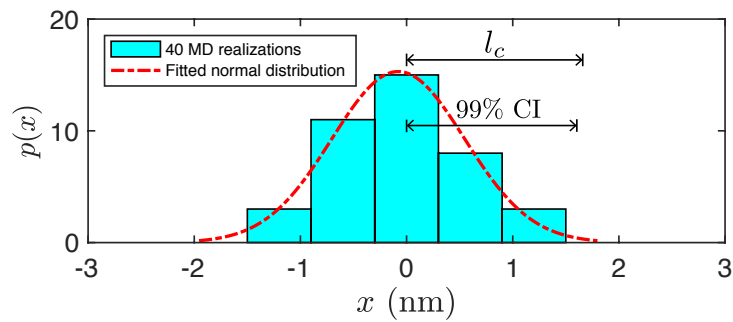 20
40 MD realizations
Fitted normal distribution
l_c
99% CI
10
p(x)
0
-3 -2 -1 0 1 2 3
x (nm)